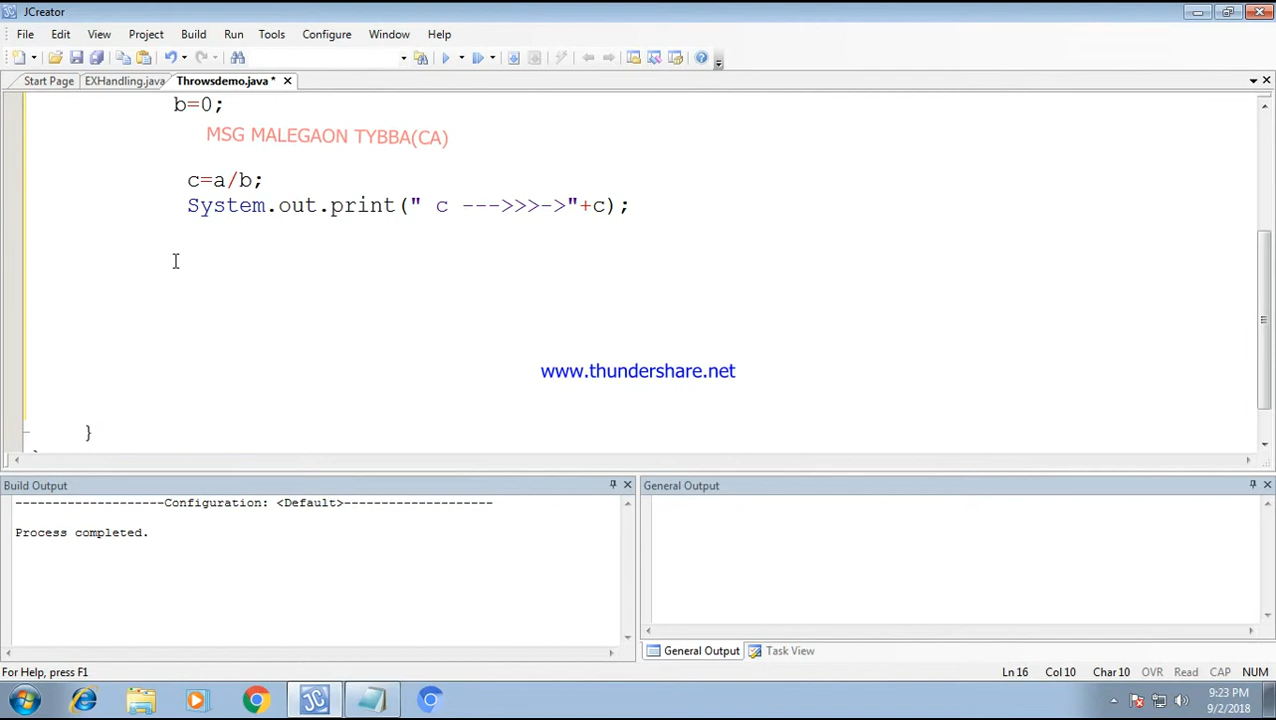 JCreator
File Edit View Project Build Run Tools Configure Window Help
Start Page EXHandling.java Throwsdemo.java *
b=0;
MSG MALEGAON TYBBA(CA)
c=a/b;
System.out.print(" c --->>>->"+c);
www.thundershare.net
}
Build Output
--------------------Configuration: <Default>--------------------
Process completed.
General Output
General Output Task View
For Help, press F1
Ln 16 Col 10 Char 10 OVR Read CAP NUM
JC
9:23 PM
9/2/2018